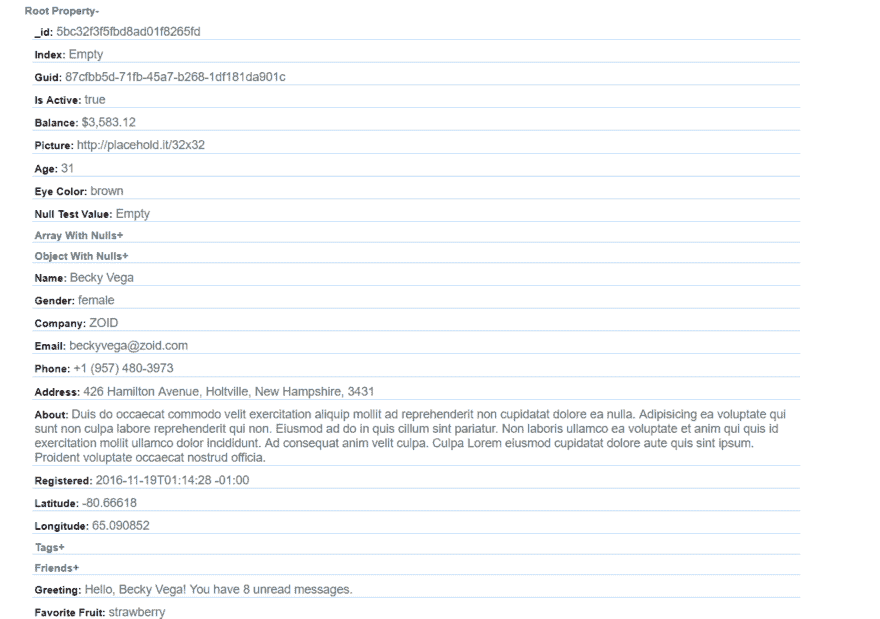 Root Property-
_id: 5bc32f3f5fbd8ad01f8265fd
Index: Empty
Guid: 87cfbb5d-71fb-45a7-b268-1df181da901c
Is Active: true
Balance: $3,583.12
Picture: http://placehold.it/32x32
Age: 31
Eye Color: brown
Null Test Value: Empty
Array With Nulls+
Object With Nulls+
Name: Becky Vega
Gender: female
Company: ZOID
Email: beckyvega@zoid.com
Phone: +1 (957) 480-3973
Address: 426 Hamilton Avenue, Holtville, New Hampshire, 3431
About: Duis do occaecat commodo velit exercitation aliquip mollit ad reprehenderit non cupidatat dolore ea nulla. Adipisicing ea voluptate qui
sunt non culpa labore reprehenderit qui non. Eiusmod ad do in quis cillum sint pariatur. Non laboris ullamco ea voluptate et anim qui quis id
exercitation mollit ullamco dolor incididunt. Ad consequat anim velit culpa. Culpa Lorem eiusmod cupidatat dolore aute quis sint ipsum.
Proident voluptate occaecat nostrud officia.
Registered: 2016-11-19T01:14:28 -01:00
Latitude: -80.66618
Longitude: 65.090852
Tags+
Friends+
Greeting: Hello, Becky Vega! You have 8 unread messages.
Favorite Fruit: strawberry